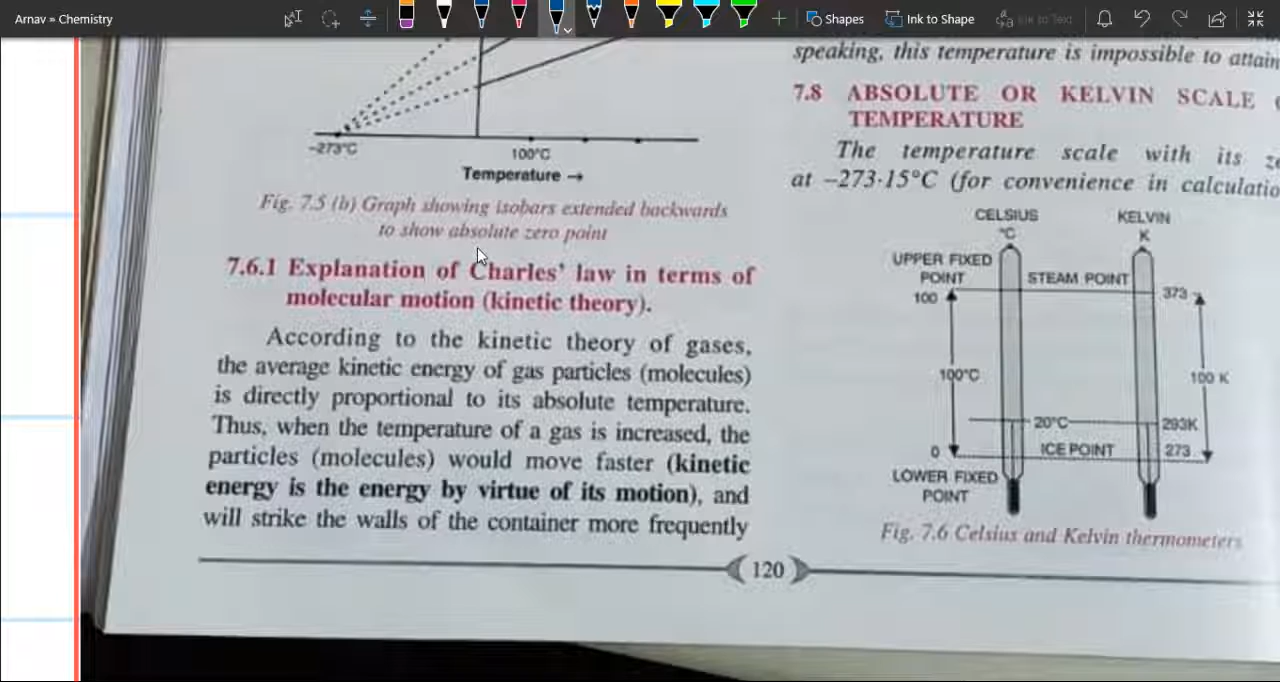 Arnav » Chemistry
Shapes
Ink to Shape
Ink to Text
-273°C
100°C
Temperature →
Fig. 7.5 (b) Graph showing isobars extended backwards
to show absolute zero point
7.6.1 Explanation of Charles' law in terms of
molecular motion (kinetic theory).
According to the kinetic theory of gases,
the average kinetic energy of gas particles (molecules)
is directly proportional to its absolute temperature.
Thus, when the temperature of a gas is increased, the
particles (molecules) would move faster (kinetic
energy is the energy by virtue of its motion), and
will strike the walls of the container more frequently
speaking, this temperature is impossible to attain
7.8 ABSOLUTE OR KELVIN SCALE
TEMPERATURE
The temperature scale with its
at -273·15°C (for convenience in
CELSIUS
°C
KELVIN
K
UPPER FIXED
POINT
100
STEAM POINT
373
100°C
100 K
20°C
293K
0
ICE POINT
273
LOWER FIXED
POINT
Fig. 7.6 Celsius and Kelvin thermometers
120